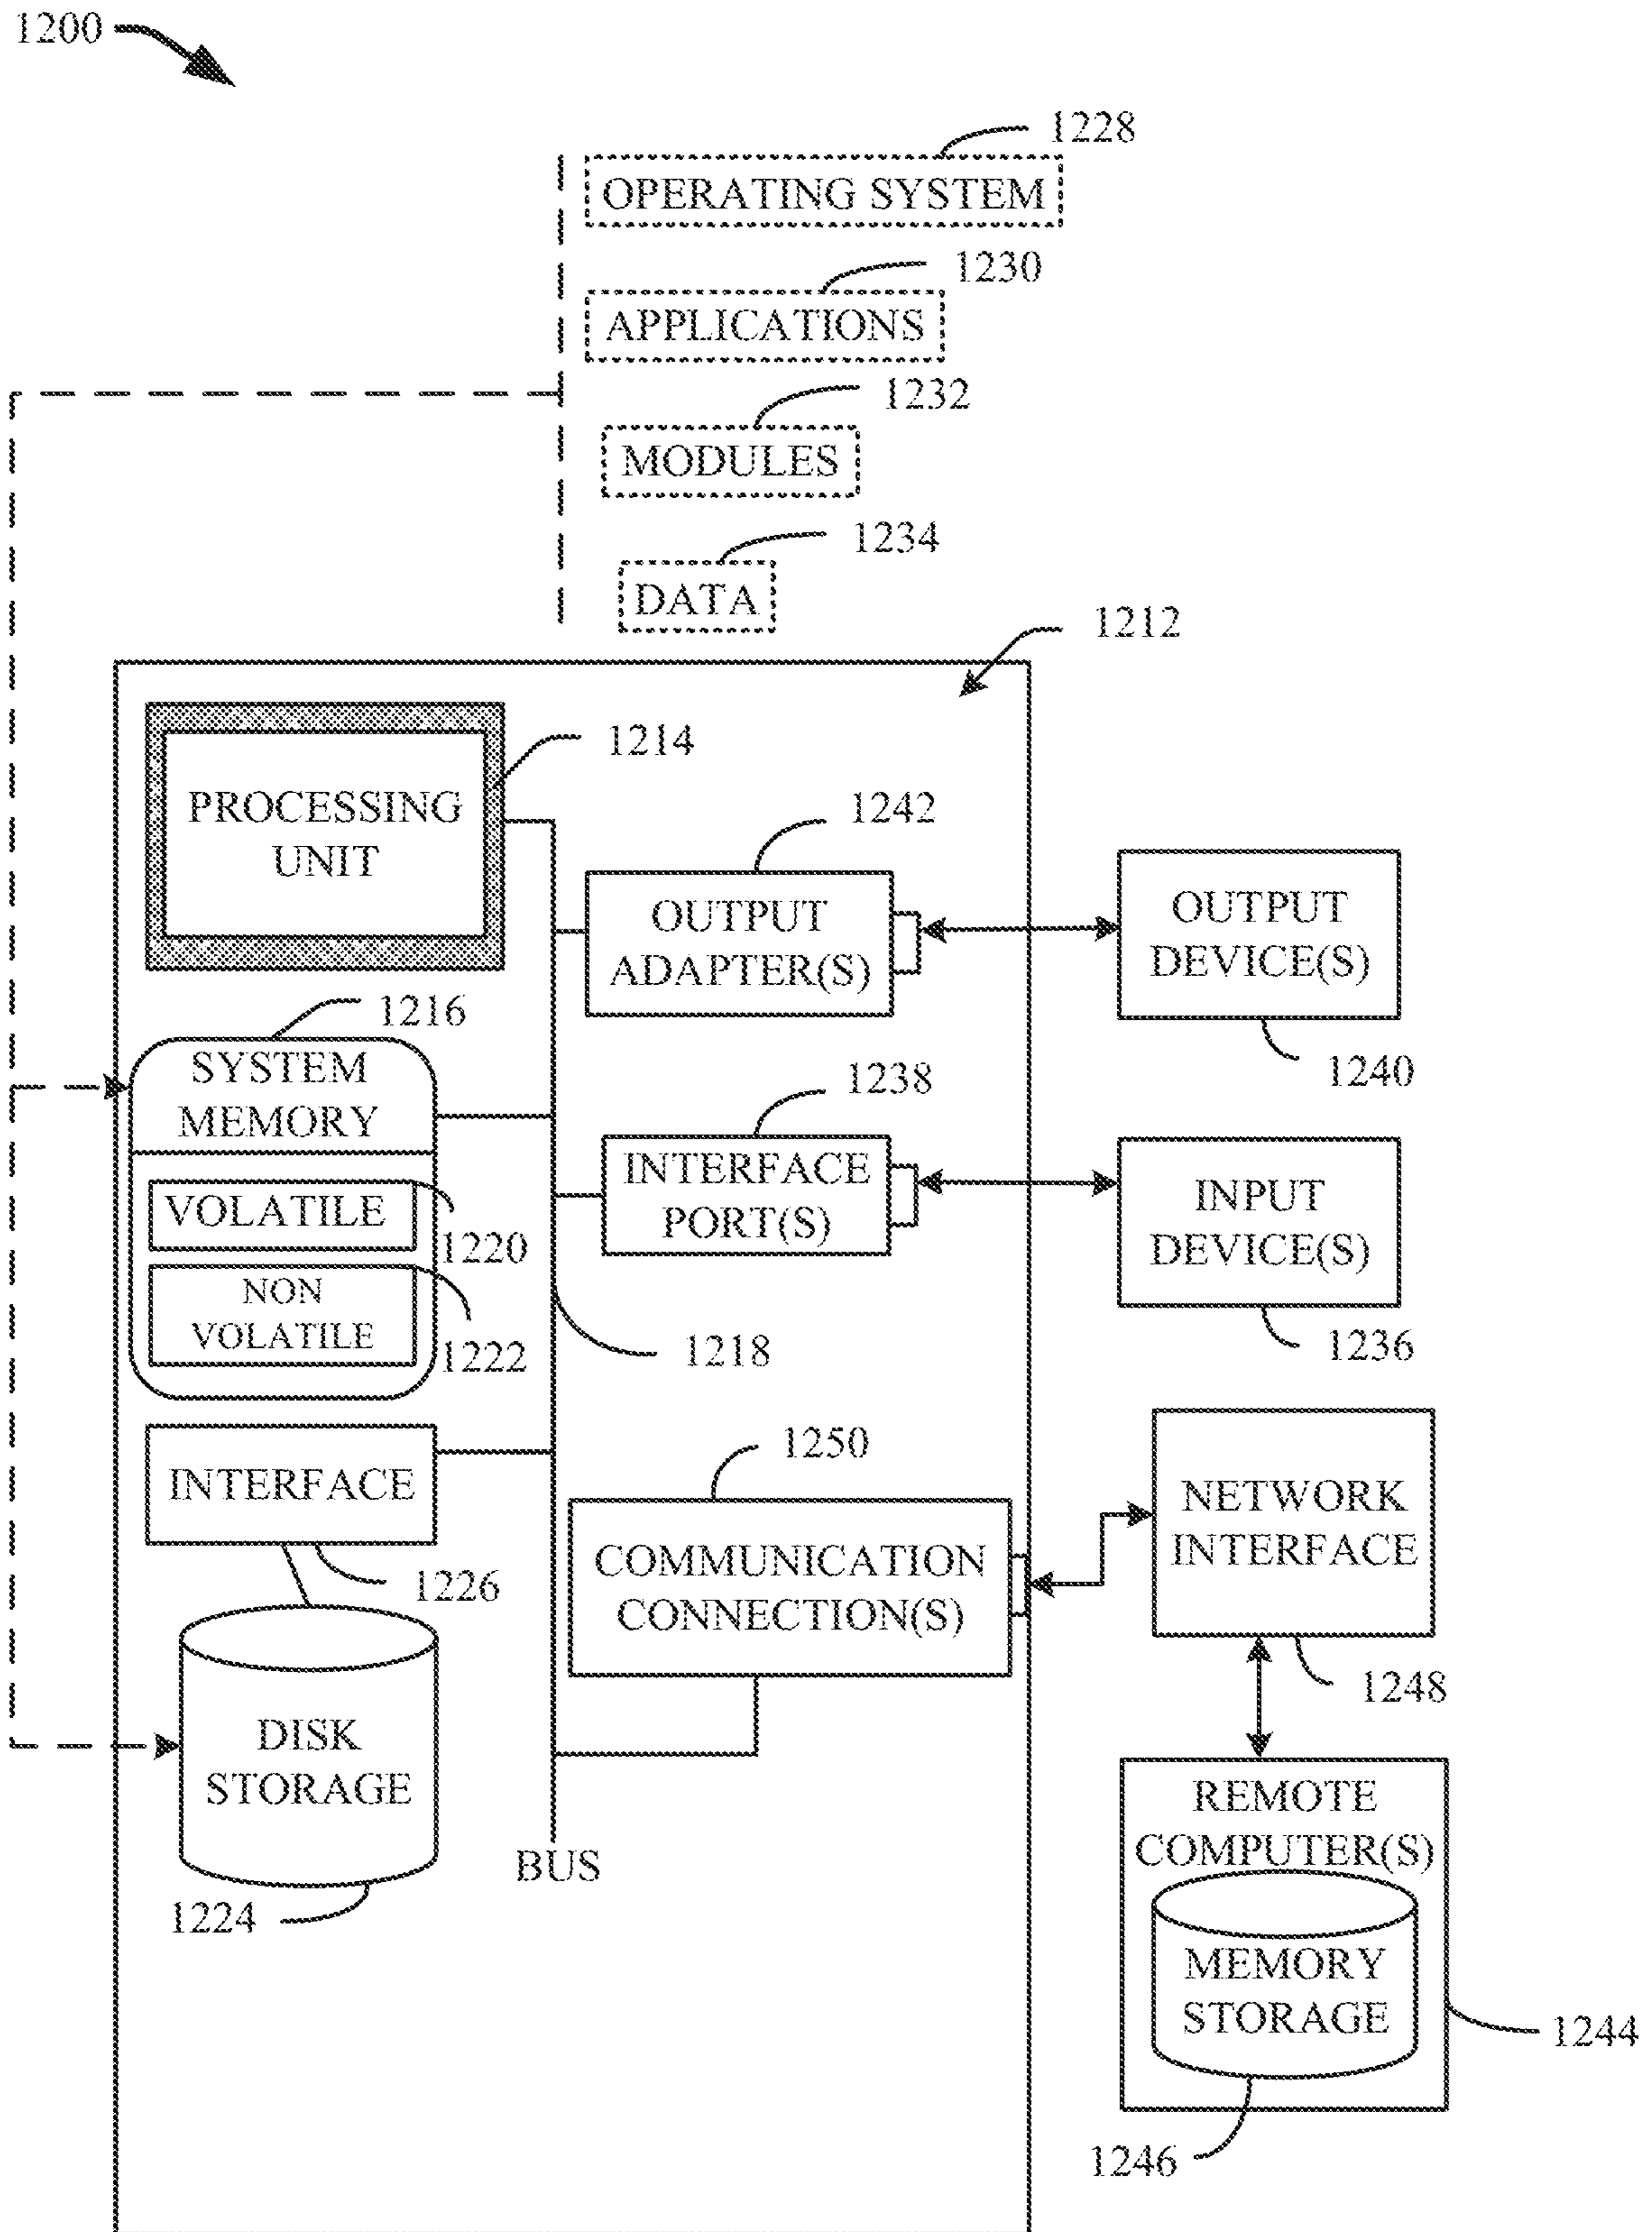 1200
1228
OPERATING SYSTEM
1230
APPLICATIONS
1232
MODULES
1234
DATA
1212
1214
PROCESSING
UNIT
1242
OUTPUT
ADAPTER(S)
OUTPUT
DEVICE(S)
1240
1216
SYSTEM
MEMORY
VOLATILE
1220
NON
VOLATILE
1222
1238
INTERFACE
PORT(S)
INPUT
DEVICE(S)
1236
1218
INTERFACE
1226
1250
COMMUNICATION
CONNECTION(S)
NETWORK
INTERFACE
1248
DISK
STORAGE
1224
BUS
REMOTE
COMPUTER(S)
MEMORY
STORAGE
1244
1246